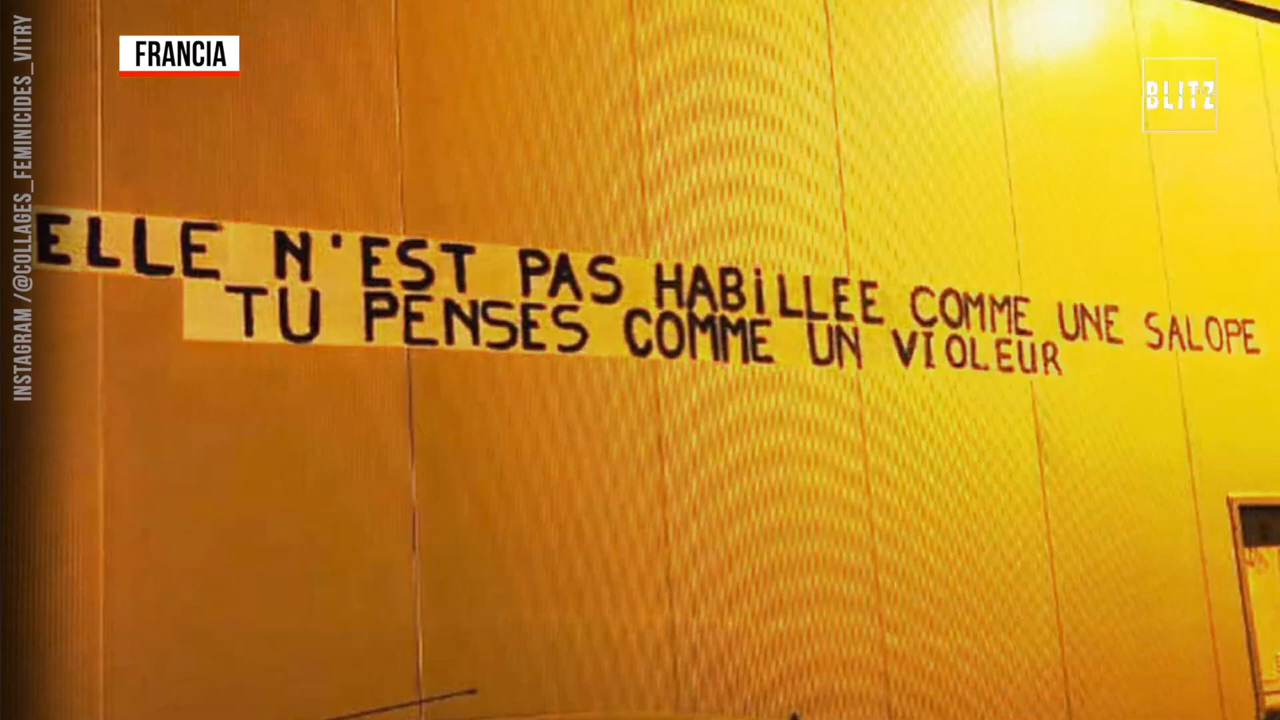 FRANCIA
BLITZ
INSTAGRAM /@COLLAGES_FEMINICIDES_VITRY
ELLE N'EST PAS HABiLLEE COMME UNE SALOPE
TU PENSES COMME UN VIOLEUR